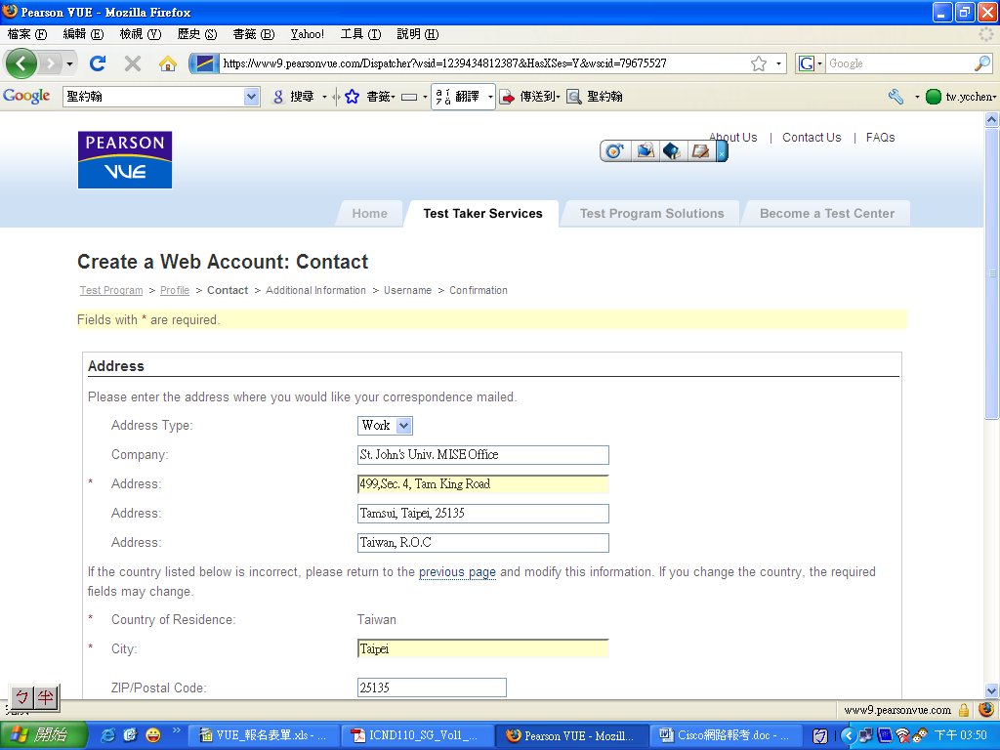 Pearson VUE - Mozilla Firefox
檔案(F) 編輯(E) 檢視(V) 歷史(S) 書籤(B) Yahoo! 工具(T) 說明(H)
https://www9.pearsonvue.com/Dispatcher?wsid=1239434812387&HasXSes=Y&wscid=79675527
G Google
Google 聖約翰 g 搜尋 書籤 翻譯 傳送到 聖約翰 tw.ycchen
About Us | Contact Us | FAQs
PEARSON
VUE
Home Test Taker Services Test Program Solutions Become a Test Center
Create a Web Account: Contact
Test Program > Profile > Contact > Additional Information > Username > Confirmation
Fields with * are required.
Address
Please enter the address where you would like your correspondence mailed.
Address Type: Work
Company: St. John's Univ. MISE Office
* Address: 499,Sec. 4, Tam King Road
Address: Tamsui, Taipei, 25135
Address: Taiwan, R.O.C
If the country listed below is incorrect, please return to the previous page and modify this information. If you change the country, the required
fields may change.
* Country of Residence: Taiwan
* City: Taipei
ZIP/Postal Code: 25135
ㄅ 半
www9.pearsonvue.com
開始 VUE_報名表單.xls - ... ICND110_SG_Vol1_... Pearson VUE - Mozill... Cisco網路報考.doc - ... 下午 03:50